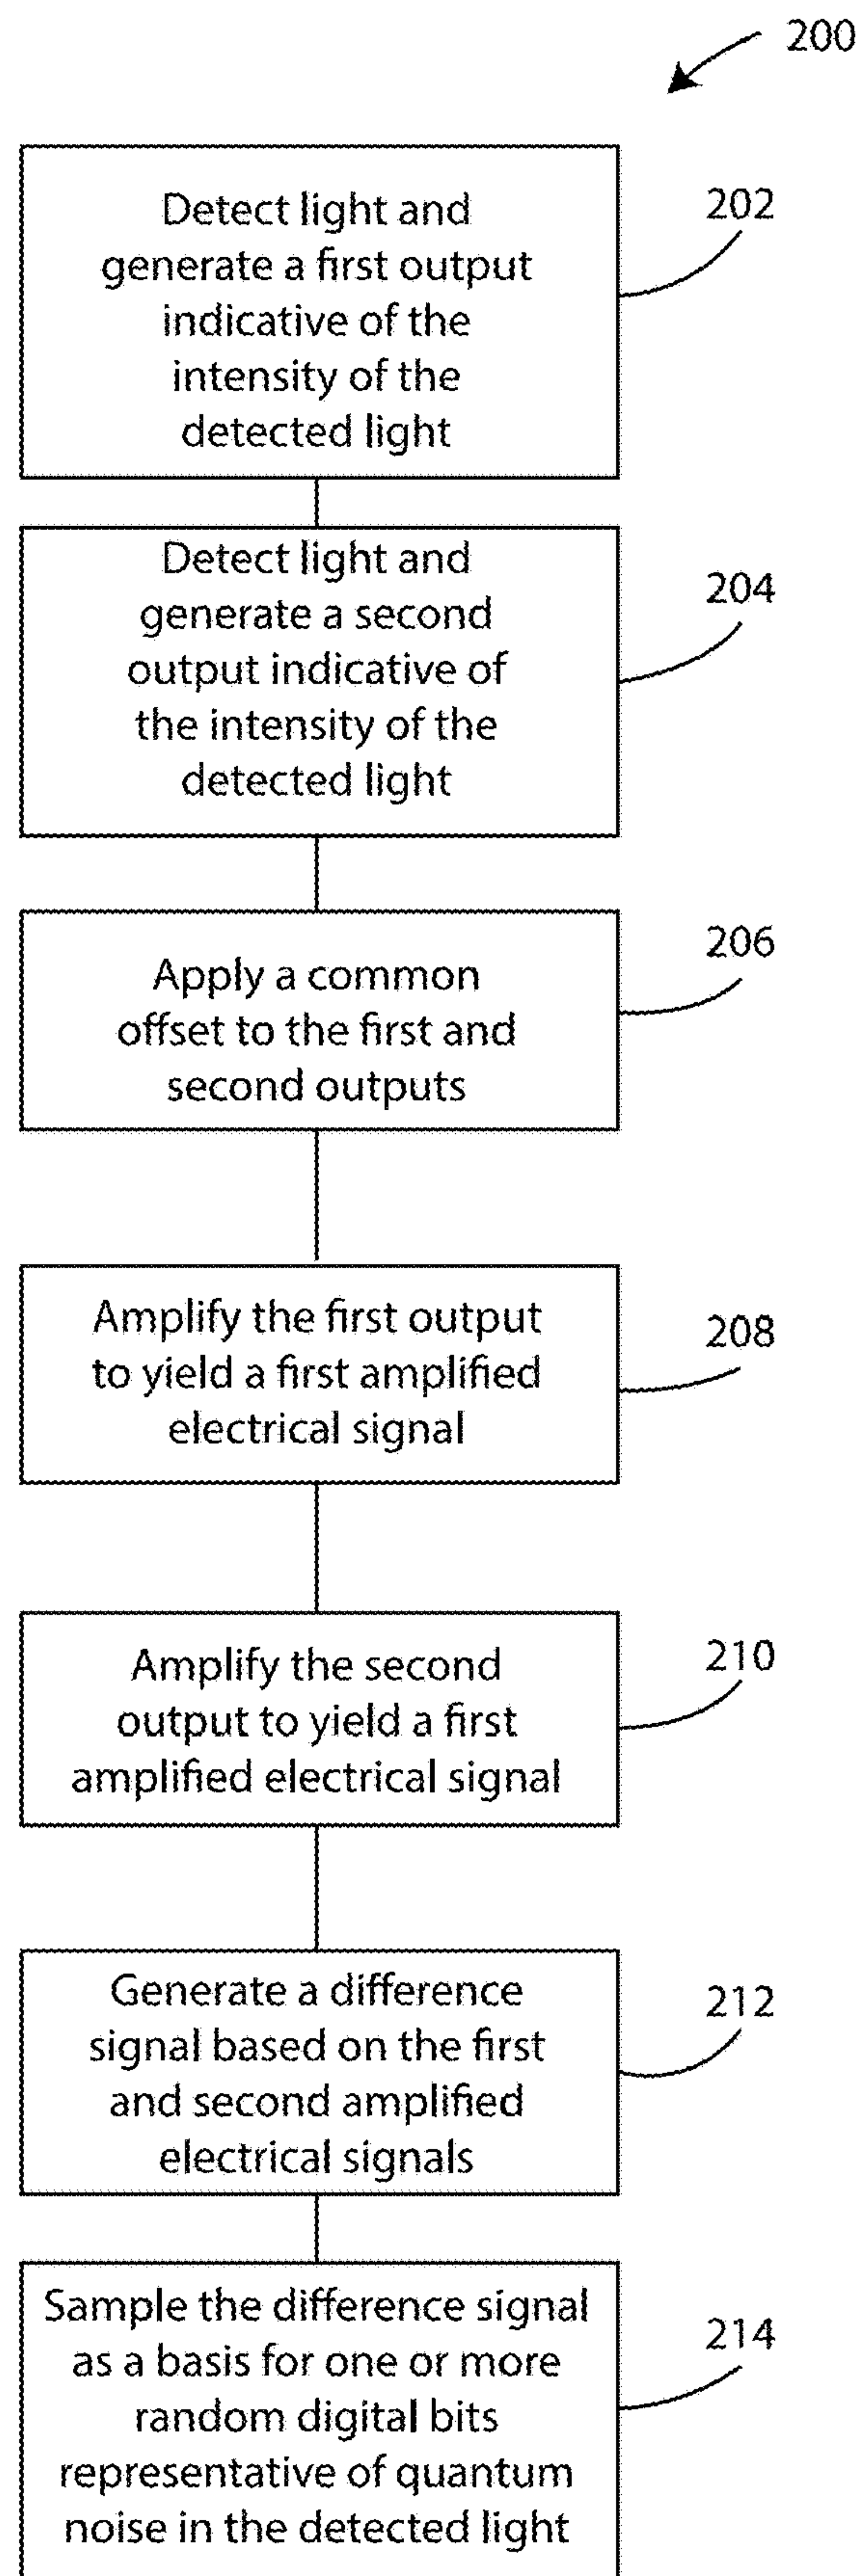 200
Detect light and
generate a first output
indicative of the
intensity of the
detected light
202
Detect light and
generate a second
output indicative of
the intensity of the
detected light
204
Apply a common
offset to the first and
second outputs
206
Amplify the first output
to yield a first amplified
electrical signal
208
Amplify the second
output to yield a first
amplified electrical signal
210
Generate a difference
signal based on the first
and second amplified
electrical signals
212
Sample the difference signal
as a basis for one or more
random digital bits
representative of quantum
noise in the detected light
214